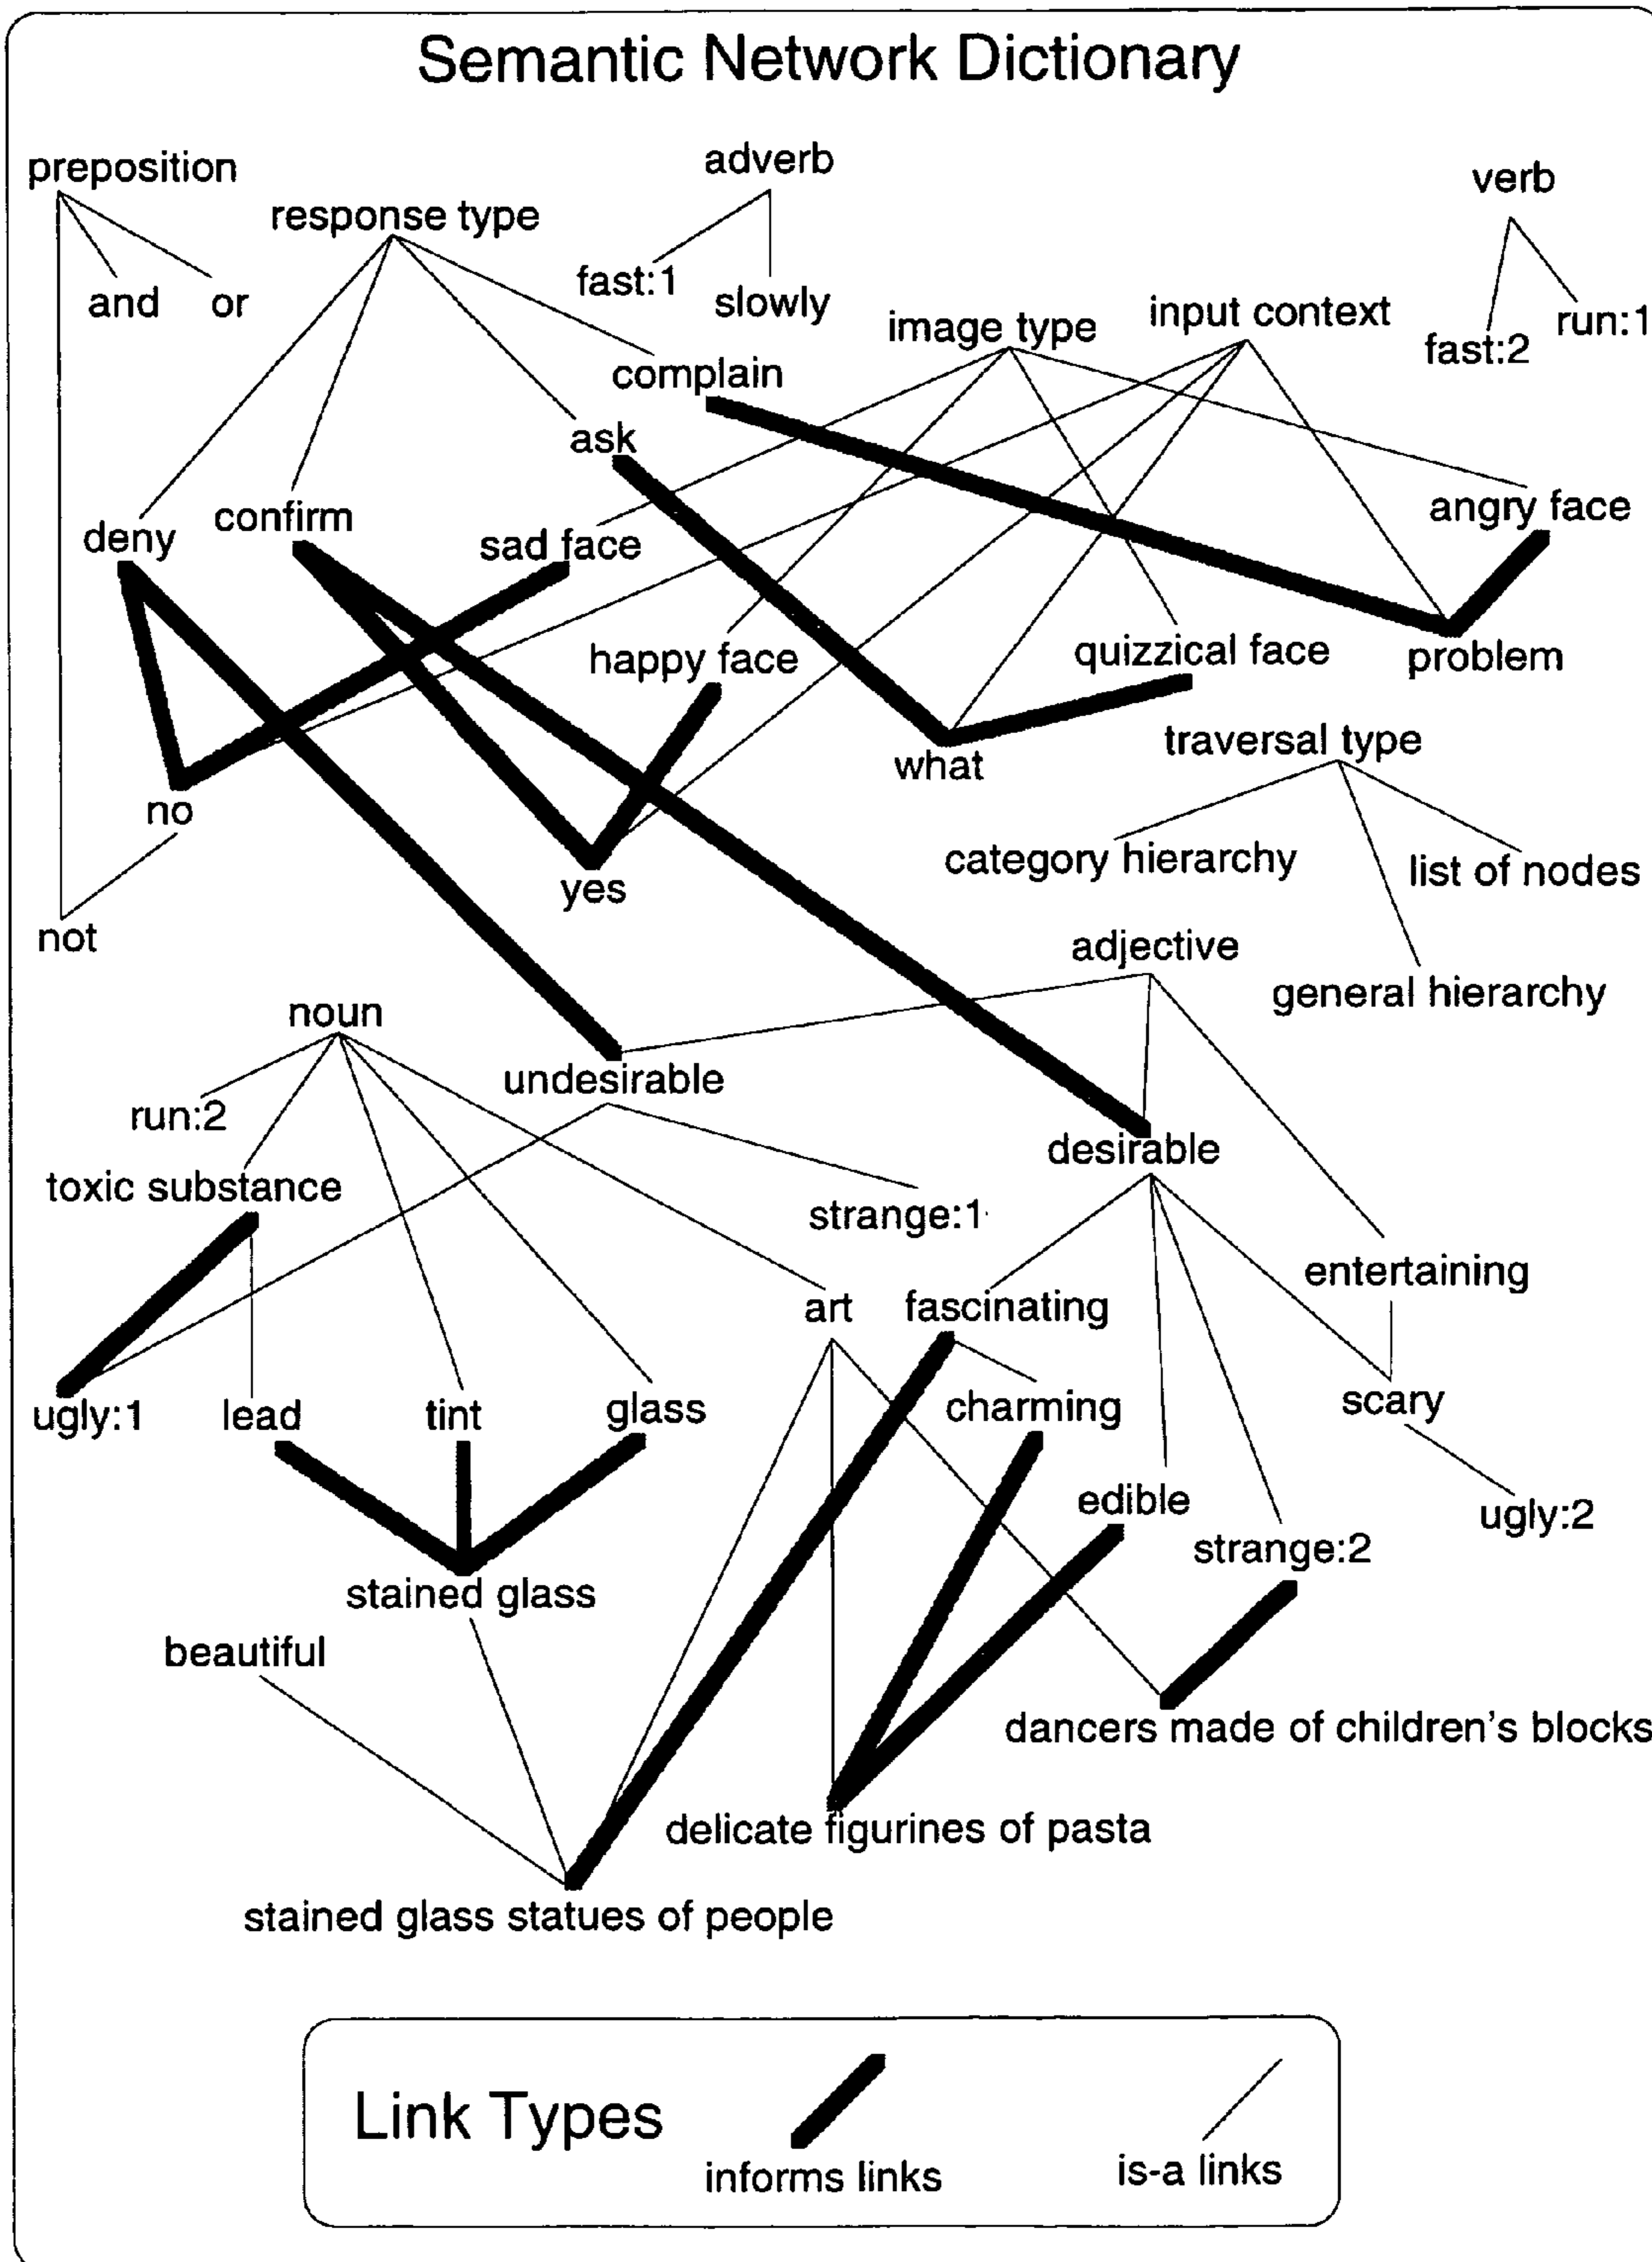 Semantic Network Dictionary
preposition
adverb
verb
response type
and
or
fast:1
slowly
image type
input context
fast:2
run:1
complain
ask
deny
confirm
sad face
angry face
happy face
quizzical face
problem
what
traversal type
no
yes
category hierarchy
list of nodes
not
adjective
general hierarchy
noun
undesirable
run:2
desirable
toxic substance
strange:1
entertaining
art
fascinating
ugly:1
lead
tint
glass
charming
scary
edible
strange:2
ugly:2
stained glass
beautiful
dancers made of children's blocks
delicate figurines of pasta
stained glass statues of people
Link Types
informs links
is-a links